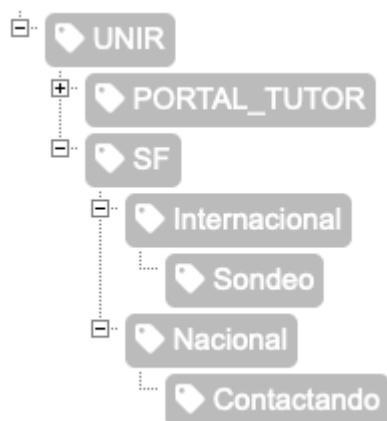 UNIR
PORTAL_TUTOR
SF
Internacional
Sondeo
Nacional
Contactando